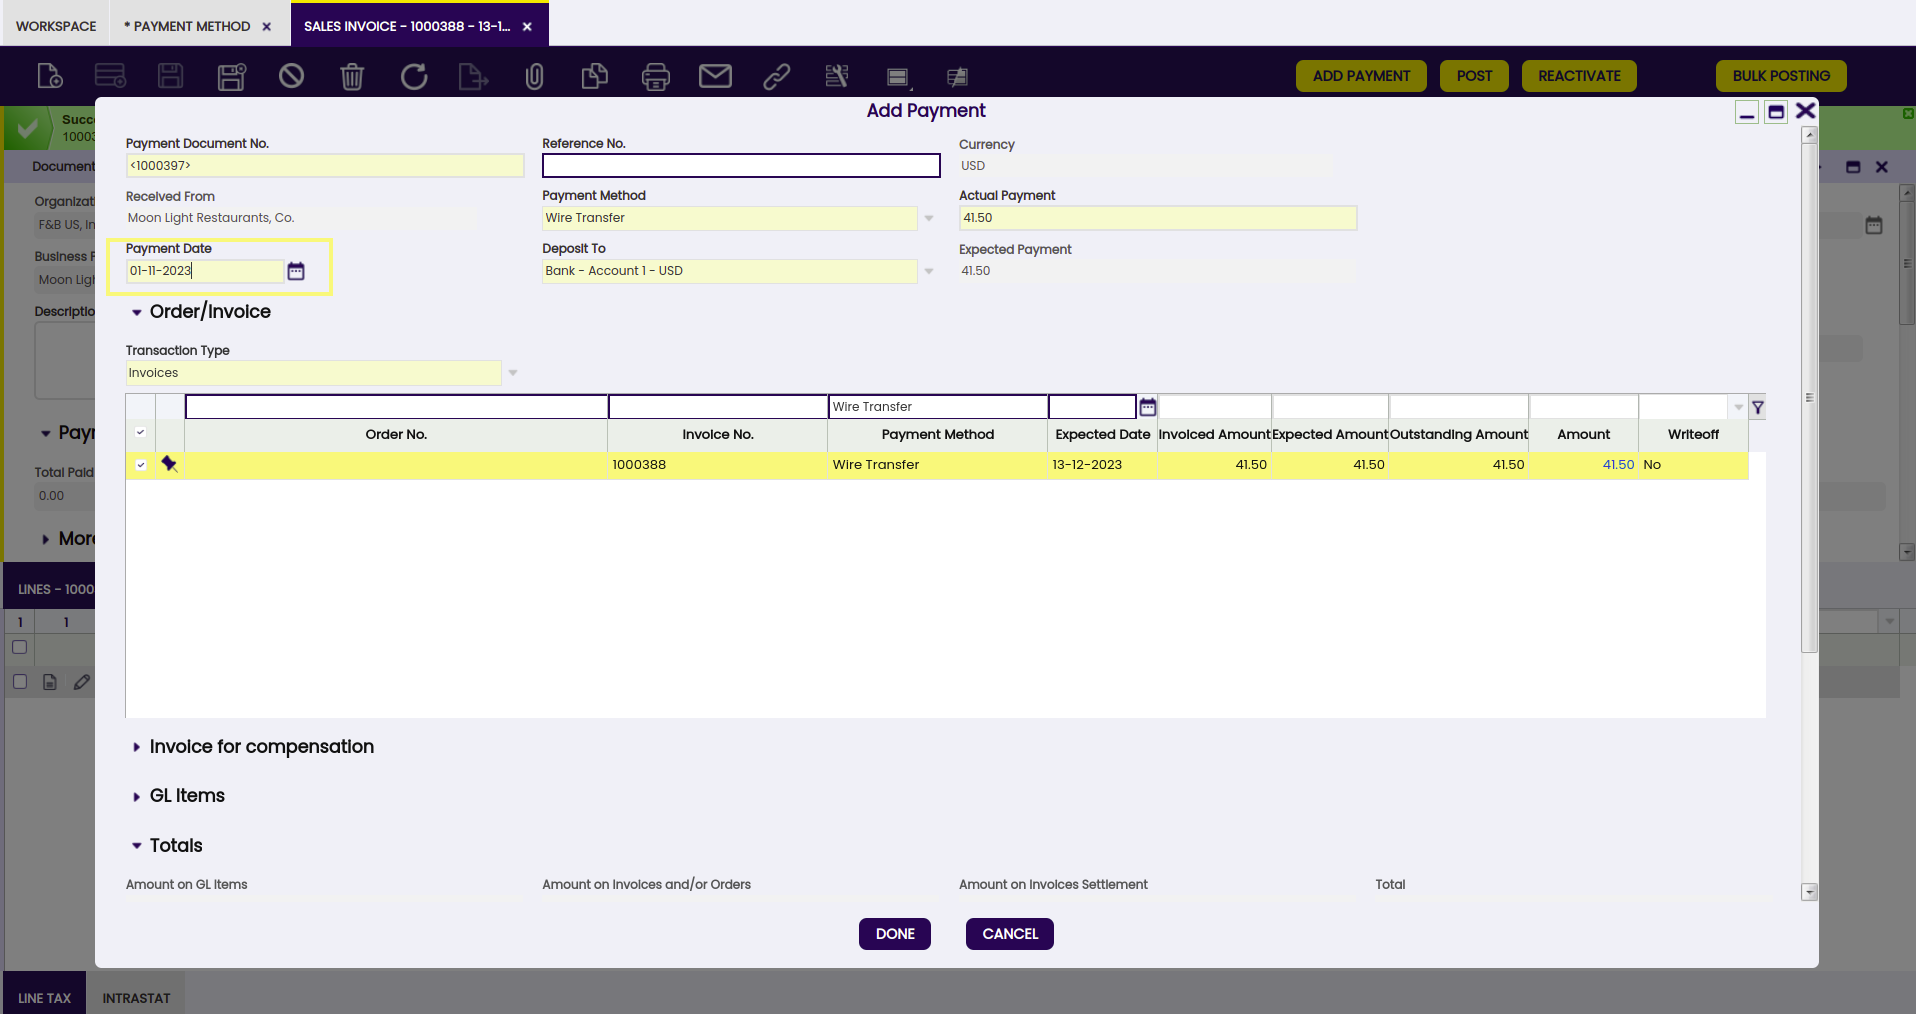 WORKSPACE
* PAYMENT METHOD
SALES INVOICE - 1000388 - 13-1...
ADD PAYMENT
POST
REACTIVATE
BULK POSTING
Add Payment
Payment Document No.
<1000397>
Reference No.
Currency
USD
Received From
Moon Light Restaurants, Co.
Payment Method
Wire Transfer
Actual Payment
41.50
Payment Date
01-11-2023
Deposit To
Bank - Account 1 - USD
Expected Payment
41.50
Order/Invoice
Transaction Type
Invoices
Wire Transfer
Order No. Invoice No. Payment Method Expected Date Invoiced Amount Expected Amount Outstanding Amount Amount Writeoff
1000388 Wire Transfer 13-12-2023 41.50 41.50 41.50 41.50 No
Invoice for compensation
GL Items
Totals
Amount on GL Items
Amount on Invoices and/or Orders
Amount on Invoices Settlement
Total
DONE
CANCEL
Succ
10003
Document
Organizati
F&B US, In
Business P
Moon Ligh
Descriptio
Payr
Total Paid
0.00
More
LINES - 1000
1 1
LINE TAX
INTRASTAT